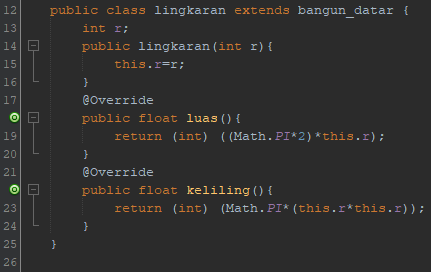 12 public class lingkaran extends bangun_datar {
13 int r;
14 public lingkaran(int r){
15 this.r=r;
16 }
17 @Override
18 public float luas(){
19 return (int) ((Math.PI*2)*this.r);
20 }
21 @Override
22 public float keliling(){
23 return (int) (Math.PI*(this.r*this.r));
24 }
25 }
26